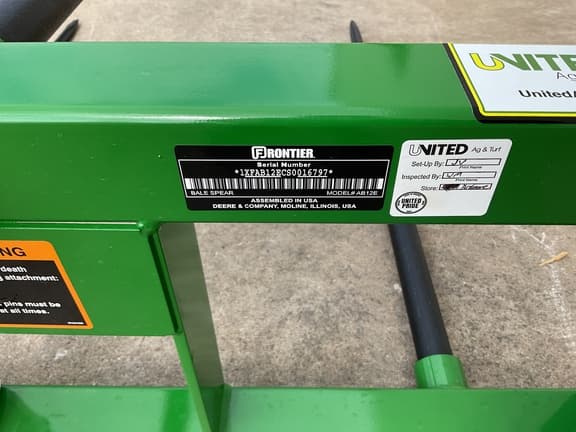 UNITE
Ag
United
FRONTIER
Serial Number
*1XFAB12ECS0016797*
BALE SPEAR MODEL# AB12E
ASSEMBLED IN USA
DEERE & COMPANY, MOLINE, ILLINOIS, USA
UNITED Ag & Turf
Set-Up By: JV
Print Name
Inspected By:
Print Name
Store:
UNITED
PRIDE
NG
death
g attachment:
pins must be
at all times.